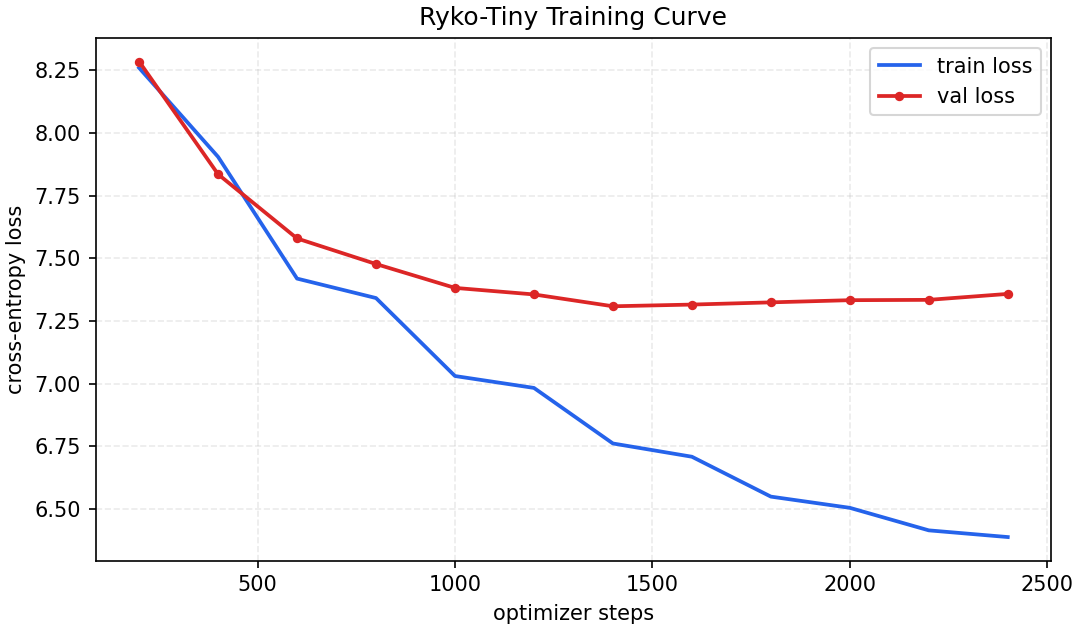 Ryko-Tiny Training Curve
train loss
val loss
cross-entropy loss
8.25
8.00
7.75
7.50
7.25
7.00
6.75
6.50
500
1000
1500
2000
2500
optimizer steps